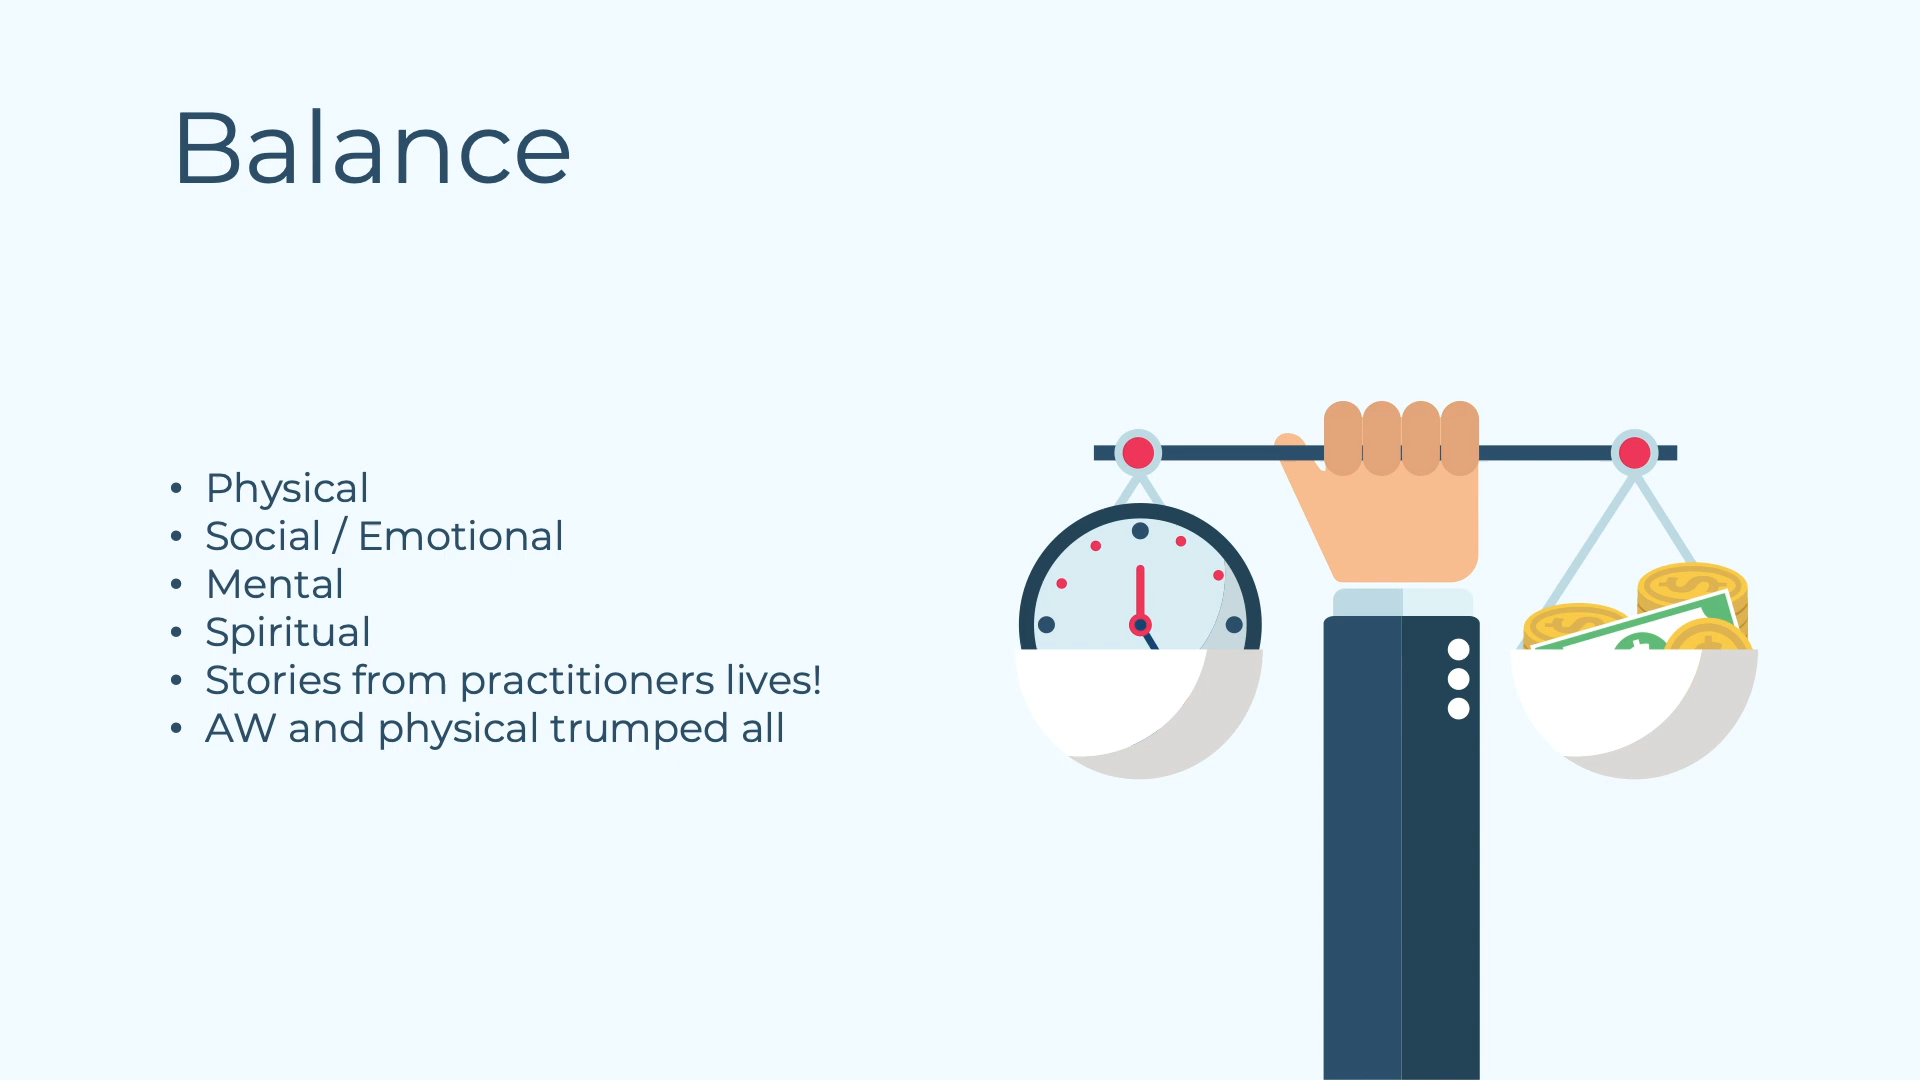 Balance
• Physical
• Social / Emotional
• Mental
• Spiritual
• Stories from practitioners lives!
• AW and physical trumped all